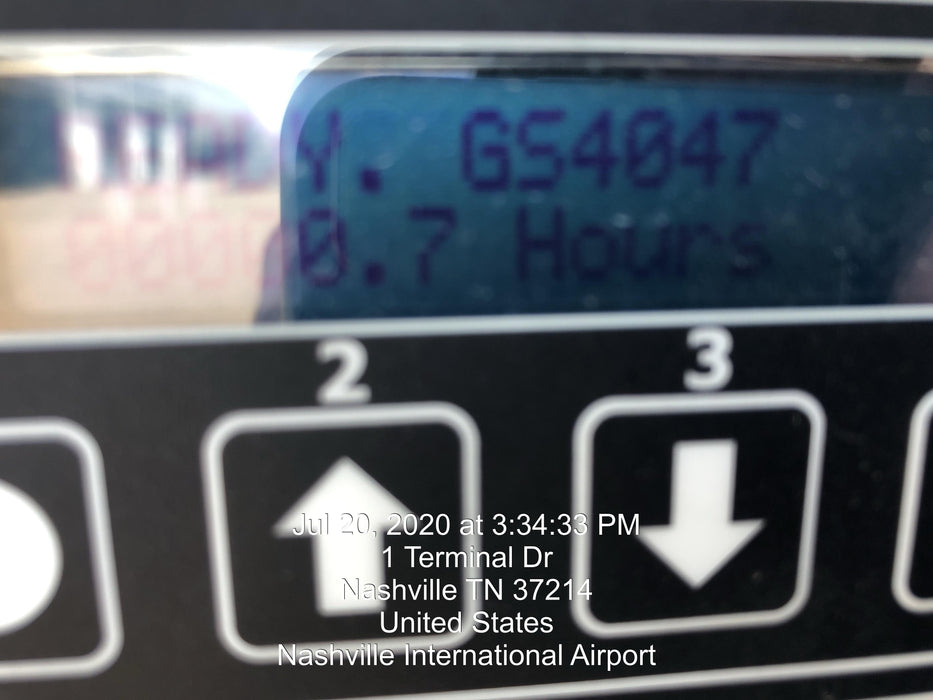 GS4047
00000.7 Hours
2 3
Jul 20, 2020 at 3:34:33 PM
1 Terminal Dr
Nashville TN 37214
United States
Nashville International Airport